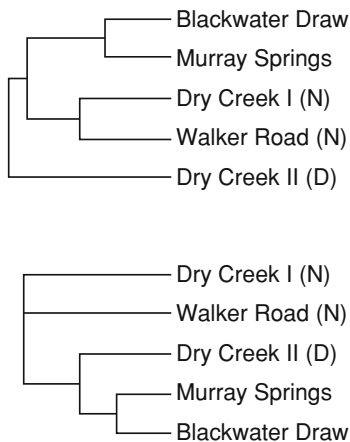 Blackwater Draw
Murray Springs
Dry Creek I (N)
Walker Road (N)
Dry Creek II (D)
Dry Creek I (N)
Walker Road (N)
Dry Creek II (D)
Murray Springs
Blackwater Draw